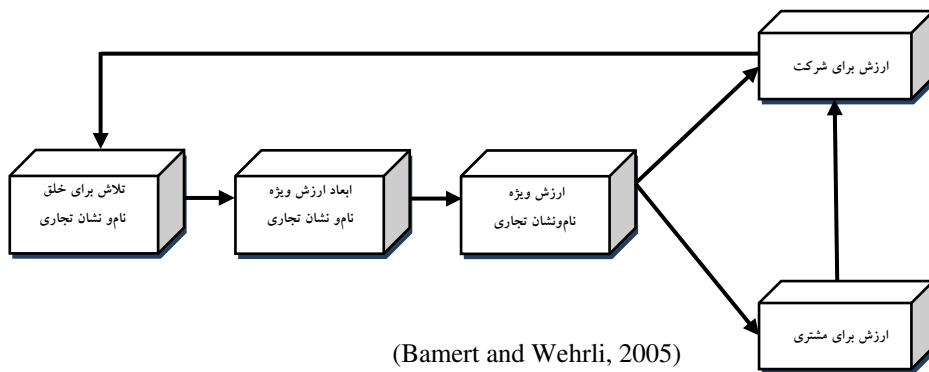 ارزش برای شرکت
تلاش برای خلق
نام‌و نشان تجاری
ابعاد ارزش ویژه
نام‌و نشان تجاری
ارزش ویژه
نام‌ونشان تجاری
ارزش برای مشتری
(Bamert and Wehrli, 2005)